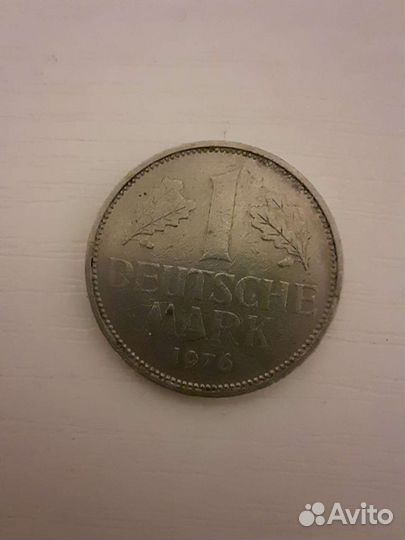 1
DEUTSCHE
MARK
1976
Avito